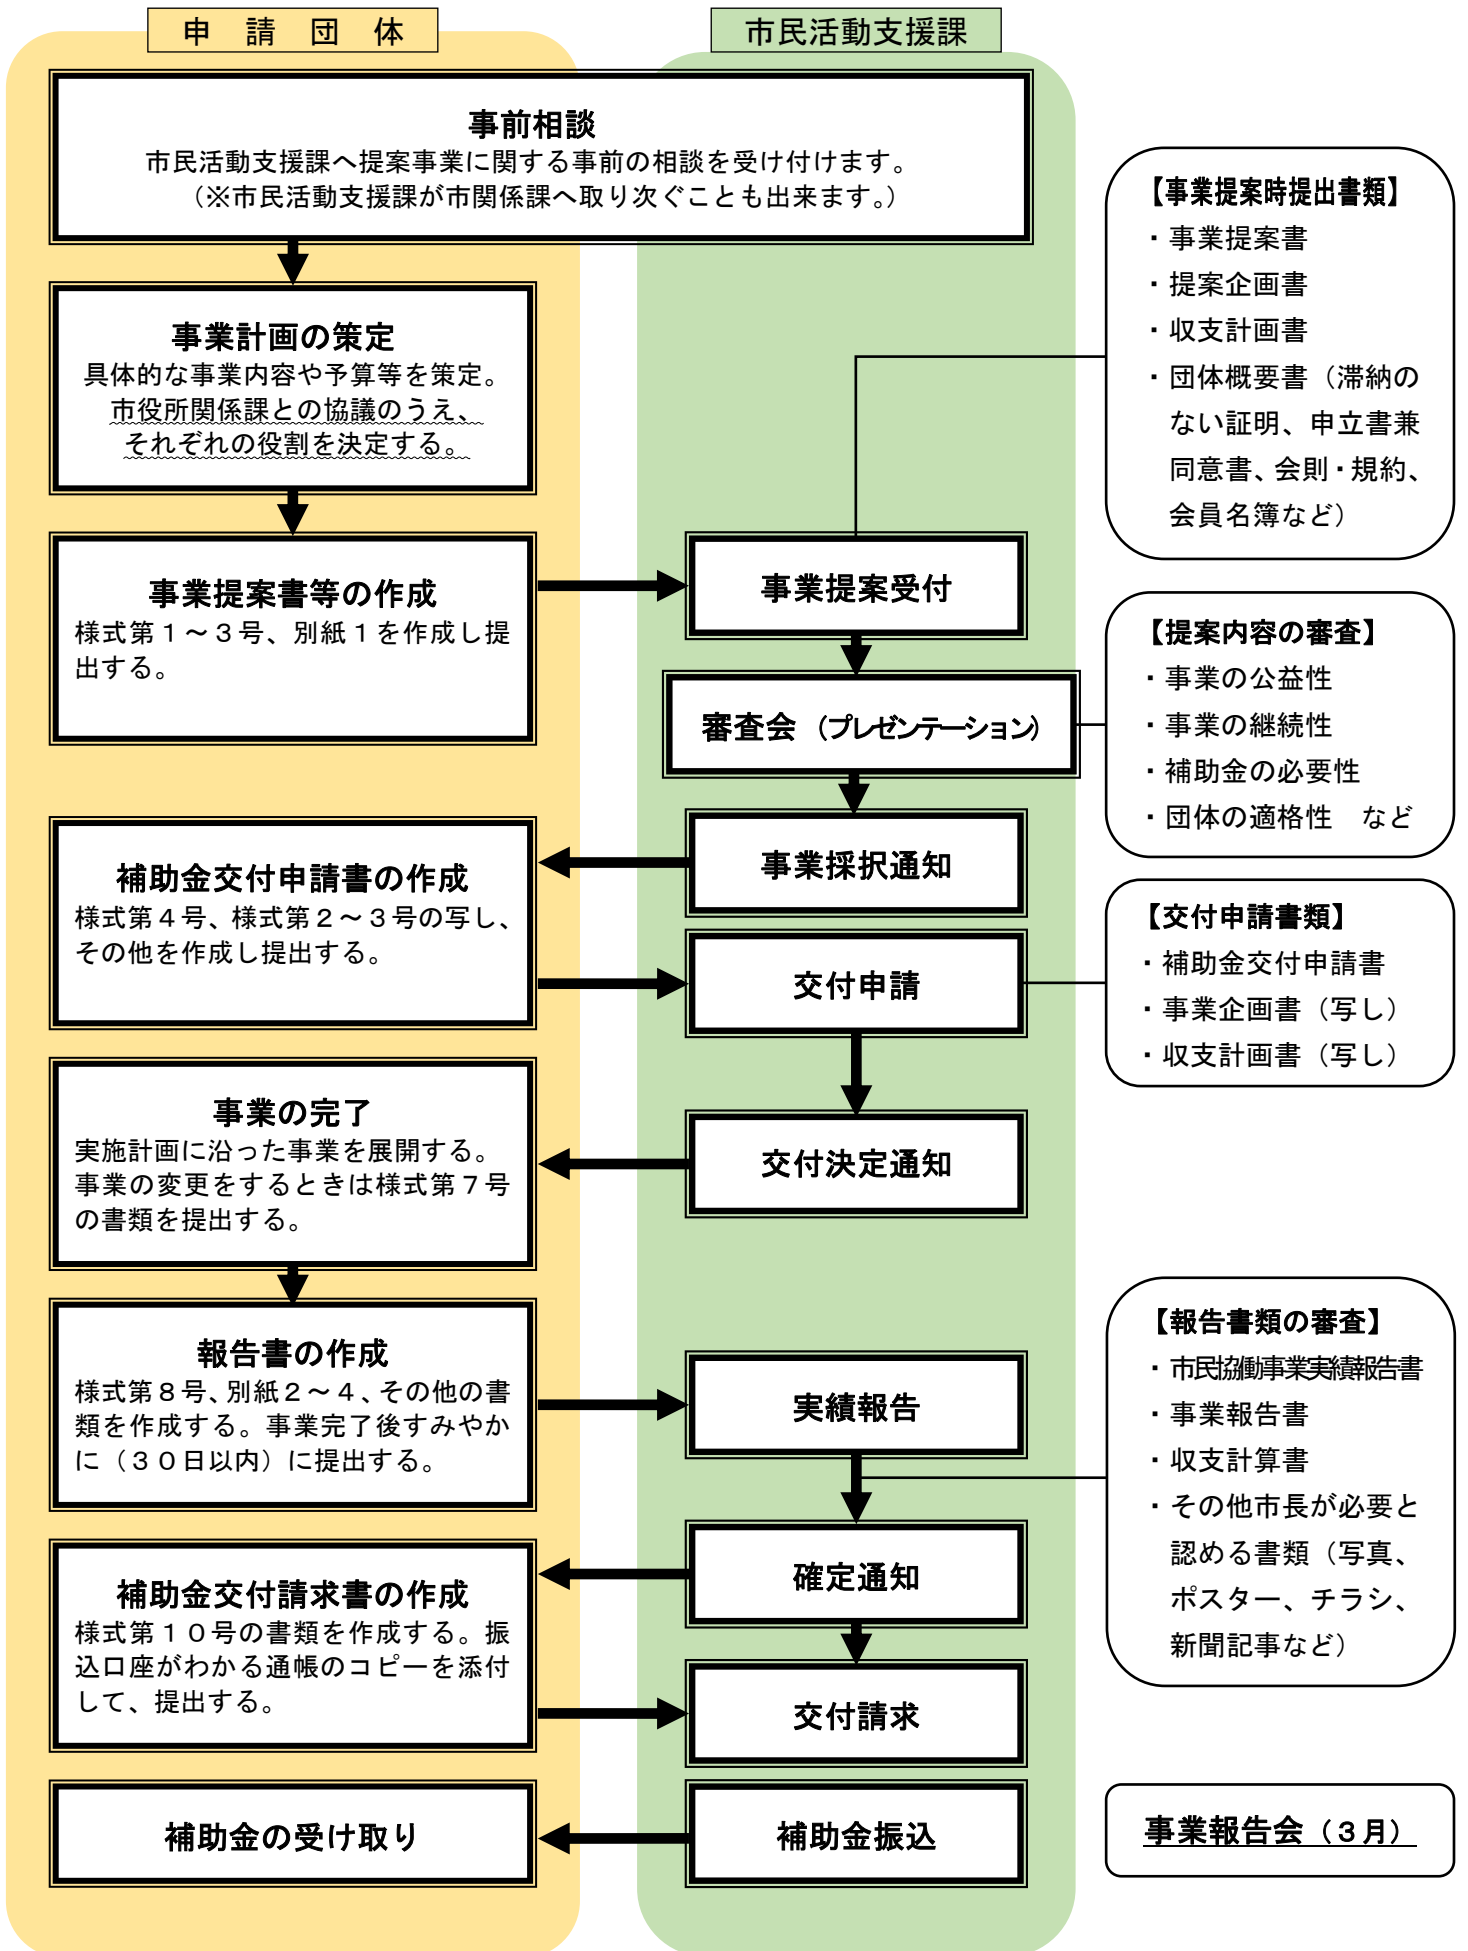 申　請　団　体
市民活動支援課
事前相談
市民活動支援課へ提案事業に関する事前の相談を受け付けます。
（※市民活動支援課が市関係課へ取り次ぐことも出来ます。）
事業計画の策定
具体的な事業内容や予算等を策定。
市役所関係課との協議のうえ、
それぞれの役割を決定する。
事業提案書等の作成
様式第１～３号、別紙１を作成し提
出する。
事業提案受付
審査会（プレゼンテーション）
事業採択通知
補助金交付申請書の作成
様式第４号、様式第２～３号の写し、
その他を作成し提出する。
交付申請
交付決定通知
事業の完了
実施計画に沿った事業を展開する。
事業の変更をするときは様式第７号
の書類を提出する。
報告書の作成
様式第８号、別紙２～４、その他の書
類を作成する。事業完了後すみやか
に（３０日以内）に提出する。
実績報告
確定通知
補助金交付請求書の作成
様式第１０号の書類を作成する。振
込口座がわかる通帳のコピーを添付
して、提出する。
交付請求
補助金振込
補助金の受け取り
【事業提案時提出書類】
・事業提案書
・提案企画書
・収支計画書
・団体概要書（滞納の
ない証明、申立書兼
同意書、会則・規約、
会員名簿など）
【提案内容の審査】
・事業の公益性
・事業の継続性
・補助金の必要性
・団体の適格性　など
【交付申請書類】
・補助金交付申請書
・事業企画書（写し）
・収支計画書（写し）
【報告書類の審査】
・市民協働事業実績報告書
・事業報告書
・収支計算書
・その他市長が必要と
認める書類（写真、
ポスター、チラシ、
新聞記事など）
事業報告会（３月）